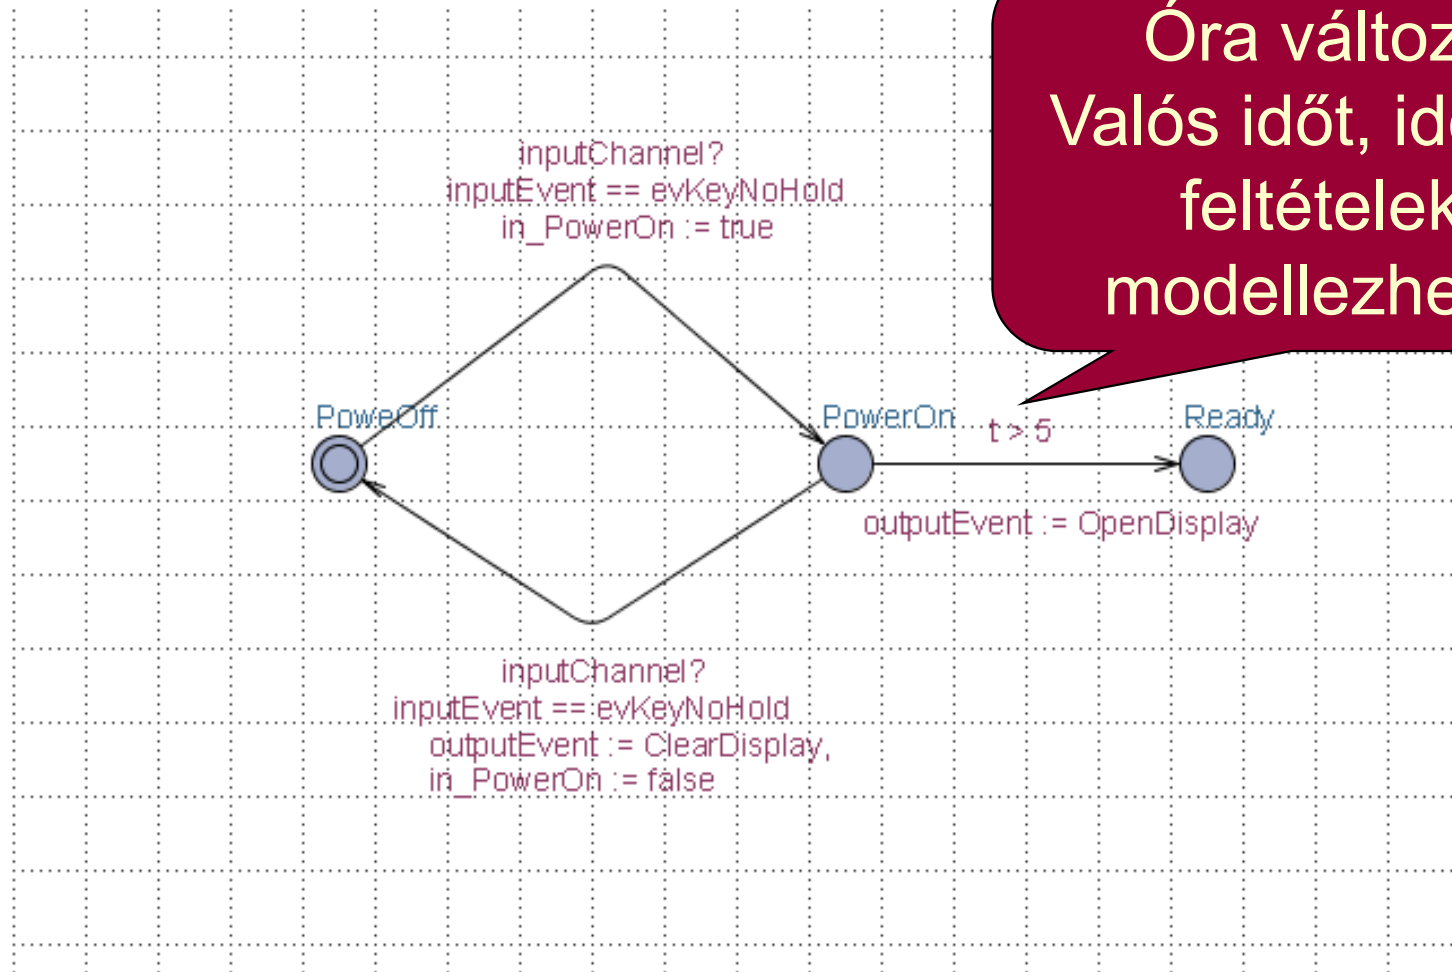 Óra változ
Valós időt, id
feltételek
modellezhe
inputChannel?
inputEvent == evKeyNoHold
in_PowerOn := true
PoweOff
PowerOn
t > 5
Ready
outputEvent := OpenDisplay
inputChannel?
inputEvent == evKeyNoHold
outputEvent := ClearDisplay,
in_PowerOn := false